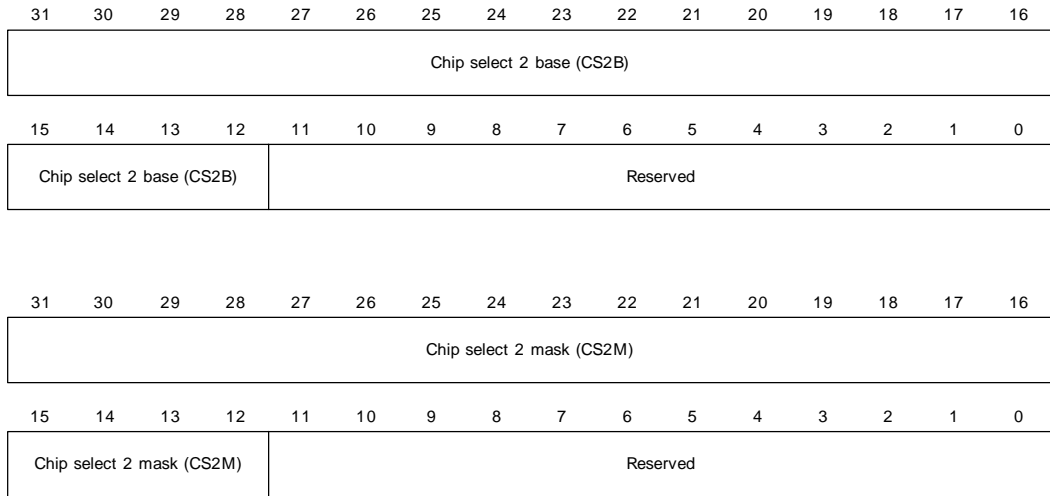 31 30 29 28 27 26 25 24 23 22 21 20 19 18 17 16
Chip select 2 base (CS2B)
15 14 13 12 11 10 9 8 7 6 5 4 3 2 1 0
Chip select 2 base (CS2B) Reserved
31 30 29 28 27 26 25 24 23 22 21 20 19 18 17 16
Chip select 2 mask (CS2M)
15 14 13 12 11 10 9 8 7 6 5 4 3 2 1 0
Chip select 2 mask (CS2M) Reserved